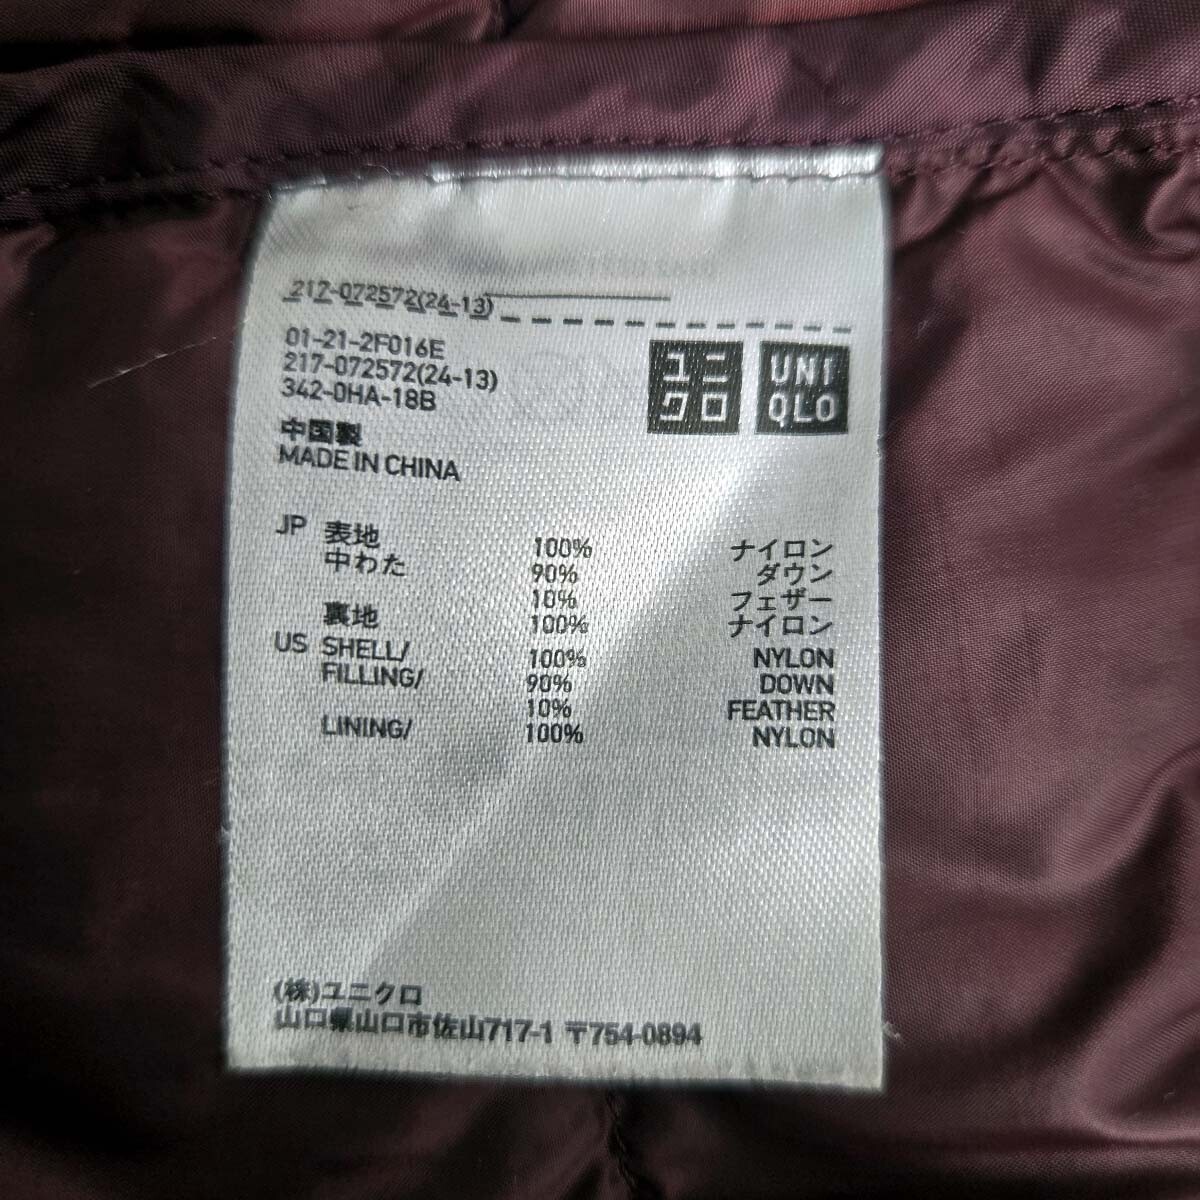 217-072572(24-13)
01-21-2F016E
217-072572(24-13)
342-0HA-18B
ユニ
クロ
UNI
QLO
中国製
MADE IN CHINA
JP 表地 100% ナイロン
中わた 90% ダウン
10% フェザー
裏地 100% ナイロン
US SHELL/ 100% NYLON
FILLING/ 90% DOWN
10% FEATHER
LINING/ 100% NYLON
(株)ユニクロ
山口県山口市佐山717-1 〒754-0894